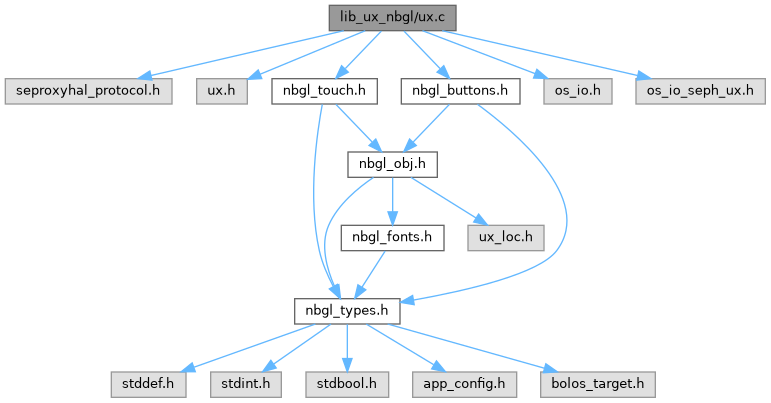 lib_ux_nbgl/ux.c
seproxyhal_protocol.h
ux.h
nbgl_touch.h
nbgl_buttons.h
os_io.h
os_io_seph_ux.h
nbgl_obj.h
nbgl_fonts.h
ux_loc.h
nbgl_types.h
stddef.h
stdint.h
stdbool.h
app_config.h
bolos_target.h